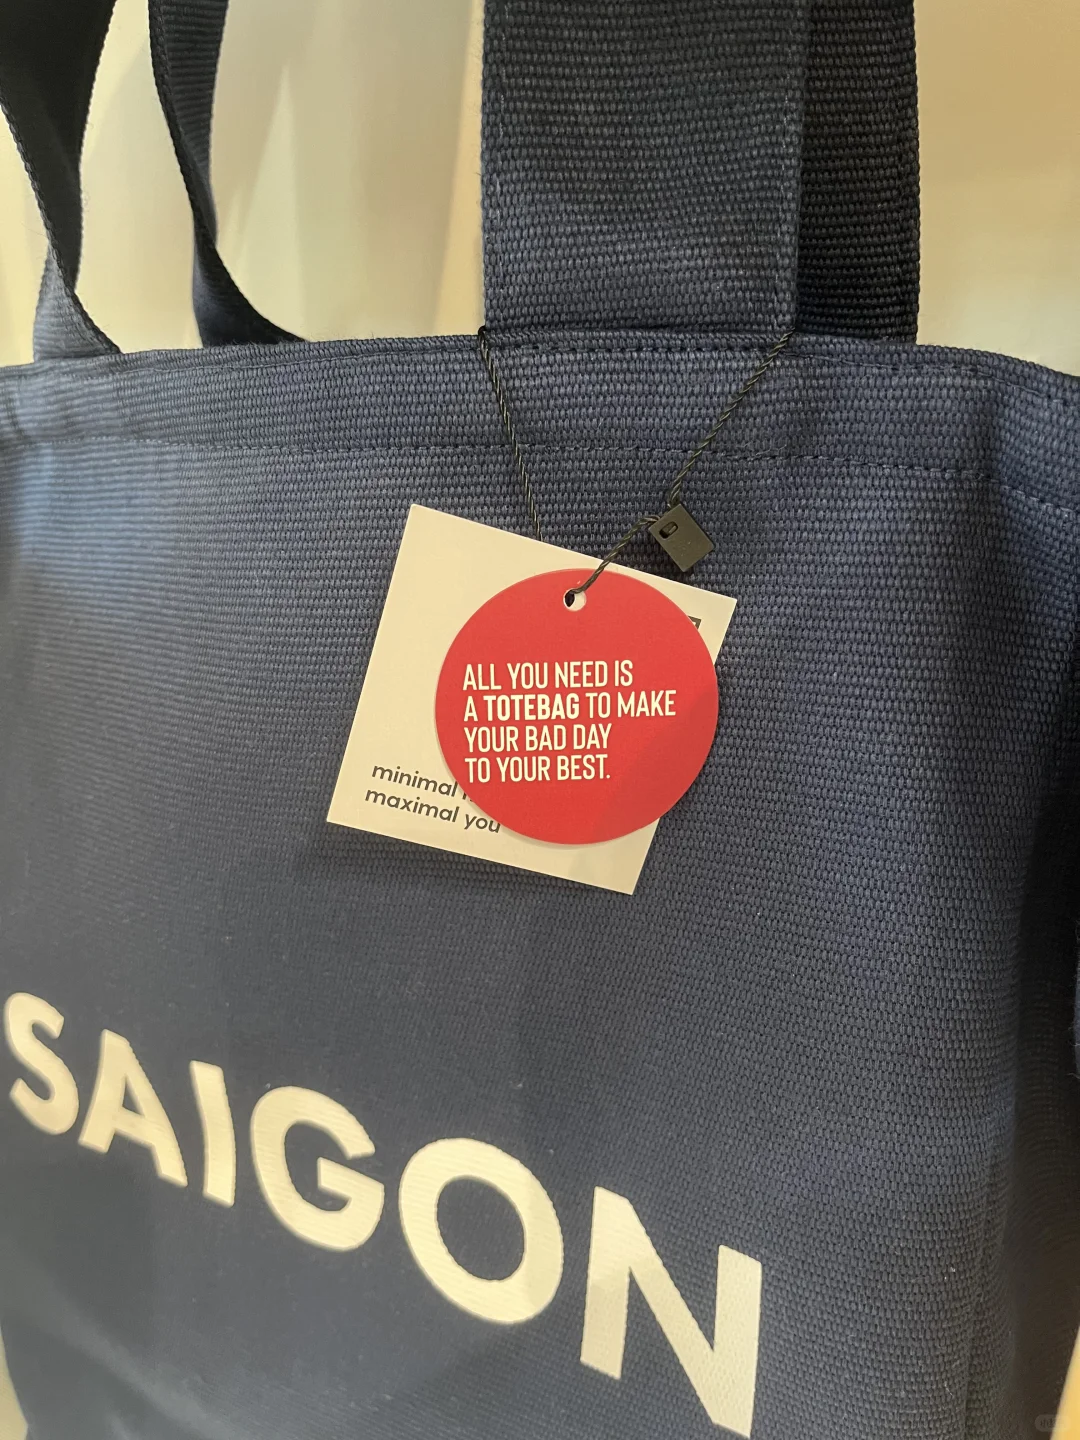 ALL YOU NEED IS
A TOTEBAG TO MAKE
YOUR BAD DAY
TO YOUR BEST.
minimal
maximal you
SAIGON